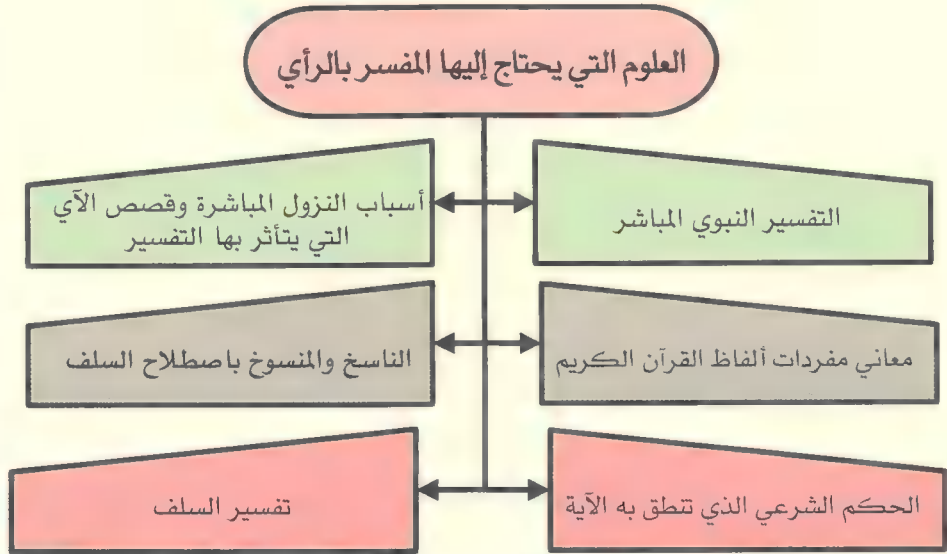 العلوم التي يحتاج إليها المفسر بالرأي
التفسير النبوي المباشر
أسباب النزول المباشرة وقصص الآي
التي يتأثر بها التفسير
معاني مفردات ألفاظ القرآن الكريم
الناسخ والمنسوخ باصطلاح السلف
الحكم الشرعي الذي تنطق به الآية
تفسير السلف